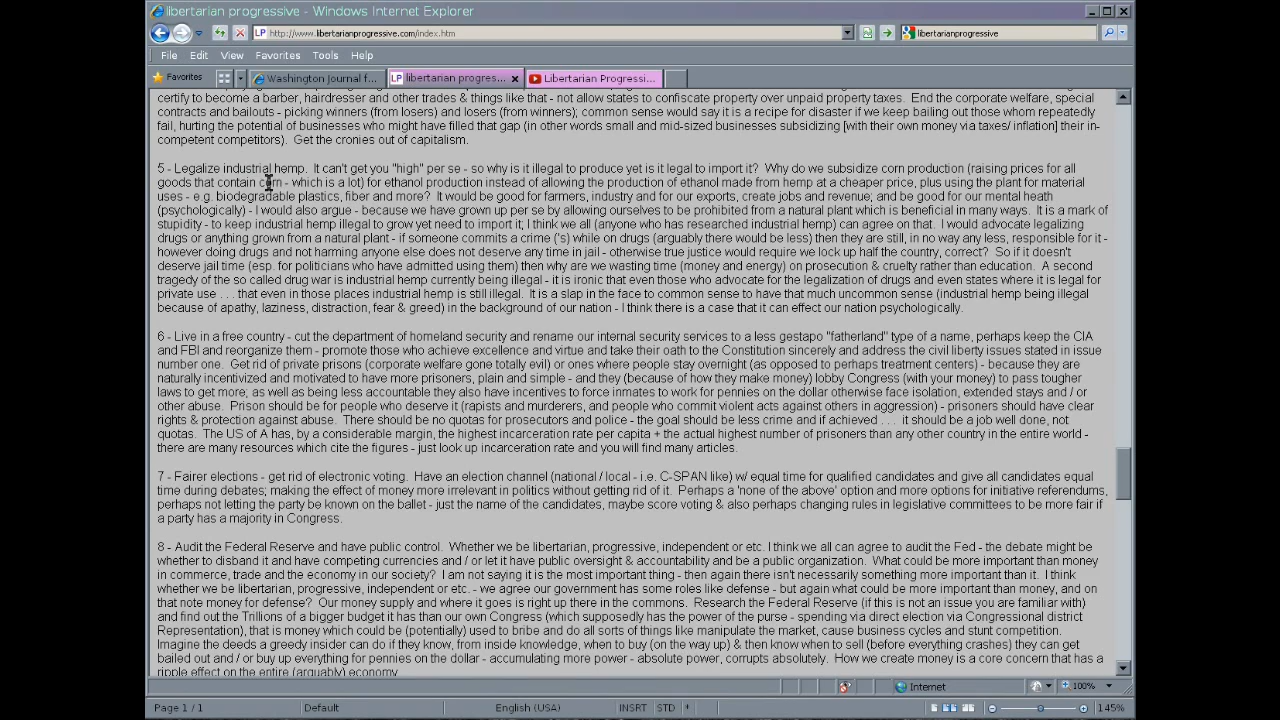 libertarian progressive - Windows Internet Explorer
http://www.libertarianprogressive.com/index.htm
libertarianprogressive
File Edit View Favorites Tools Help
Favorites Washington Journal f... libertarian progres... Libertarian Progressi...
certify to become a barber, hairdresser and other trades & things like that - not allow states to confiscate property over unpaid property taxes. End the corporate welfare, special
contracts and bailouts - picking winners (from losers) and losers (from winners); common sense would say it is a recipe for disaster if we keep bailing out those whom repeatedly
fail, hurting the potential of businesses who might have filled that gap (in other words small and mid-sized businesses subsidizing [with their own money via taxes/ inflation] their in-
competent competitors). Get the cronies out of capitalism.
5 - Legalize industrial hemp. It can't get you "high" per se - so why is it illegal to produce yet is it legal to import it? Why do we subsidize corn production (raising prices for all
goods that contain corn - which is a lot) for ethanol production instead of allowing the production of ethanol made from hemp at a cheaper price, plus using the plant for material
uses - e.g. biodegradable plastics, fiber and more? It would be good for farmers, industry and for our exports, create jobs and revenue; and be good for our mental heath
(psychologically) - I would also argue - because we have grown up per se by allowing ourselves to be prohibited from a natural plant which is beneficial in many ways. It is a mark of
stupidity - to keep industrial hemp illegal to grow yet need to import it; I think we all (anyone who has researched industrial hemp) can agree on that. I would advocate legalizing
drugs or anything grown from a natural plant - if someone commits a crime ('s) while on drugs (arguably there would be less) then they are still, in no way any less, responsible for it -
however doing drugs and not harming anyone else does not deserve any time in jail - otherwise true justice would require we lock up half the country, correct? So if it doesn't
deserve jail time (esp. for politicians who have admitted using them) then why are we wasting time (money and energy) on prosecution & cruelty rather than education. A second
tragedy of the so called drug war is industrial hemp currently being illegal - it is ironic that even those who advocate for the legalization of drugs and even states where it is legal for
private use . . . that even in those places industrial hemp is still illegal. It is a slap in the face to common sense to have that much uncommon sense (industrial hemp being illegal
because of apathy, laziness, distraction, fear & greed) in the background of our nation - I think there is a case that it can effect our nation psychologically.
6 - Live in a free country - cut the department of homeland security and rename our internal security services to a less gestapo "fatherland" type of a name, perhaps keep the CIA
and FBI and reorganize them - promote those who achieve excellence and virtue and take their oath to the Constitution sincerely and address the civil liberty issues stated in issue
number one. Get rid of private prisons (corporate welfare gone totally evil) or ones where people stay overnight (as opposed to perhaps treatment centers) - because they are
naturally incentivized and motivated to have more prisoners, plain and simple - and they (because of how they make money) lobby Congress (with your money) to pass tougher
laws to get more; as well as being less accountable they also have incentives to force inmates to work for pennies on the dollar otherwise face isolation, extended stays and / or
other abuse. Prison should be for people who deserve it (rapists and murderers, and people who commit violent acts against others in aggression) - prisoners should have clear
rights & protection against abuse. There should be no quotas for prosecutors and police - the goal should be less crime and if achieved . . . it should be a job well done, not
quotas. The US of A has, by a considerable margin, the highest incarceration rate per capita + the actual highest number of prisoners than any other country in the entire world -
there are many resources which cite the figures - just look up incarceration rate and you will find many articles.
7 - Fairer elections - get rid of electronic voting. Have an election channel (national / local - i.e. C-SPAN like) w/ equal time for qualified candidates and give all candidates equal
time during debates; making the effect of money more irrelevant in politics without getting rid of it. Perhaps a 'none of the above' option and more options for initiative referendums,
perhaps not letting the party be known on the ballot - just the name of the candidates, maybe score voting & also perhaps changing rules in legislative committees to be more fair if
a party has a majority in Congress.
8 - Audit the Federal Reserve and have public control. Whether we be libertarian, progressive, independent or etc. I think we all can agree to audit the Fed - the debate might be
whether to disband it and have competing currencies and / or let it have public oversight & accountability and be a public organization. What could be more important than money
in commerce, trade and the economy in our society? I am not saying it is the most important thing - then again there isn't necessarily something more important than it. I think
whether we be libertarian, progressive, independent or etc. - we agree our government has some roles like defense - but again what could be more important than money, and on
that note money for defense? Our money supply and where it goes is right up there in the commons. Research the Federal Reserve (if this is not an issue you are familiar with)
and find out the Trillions of a bigger budget it has than our own Congress (which supposedly has the power of the purse - spending via direct election via Congressional district
Representation), that is money which could be (potentially) used to bribe and do all sorts of things like manipulate the market, cause business cycles and stunt competition.
Imagine the deeds a greedy insider can do if they know, from inside knowledge, when to buy (on the way up) & then know when to sell (before everything crashes) they can get
bailed out and / or buy up everything for pennies on the dollar - accumulating more power - absolute power, corrupts absolutely. How we create money is a core concern that has a
ripple effect on the entire (arguably) economy
Internet 100%
Page 1 / 1 Default English (USA) INSRT STD * 145%